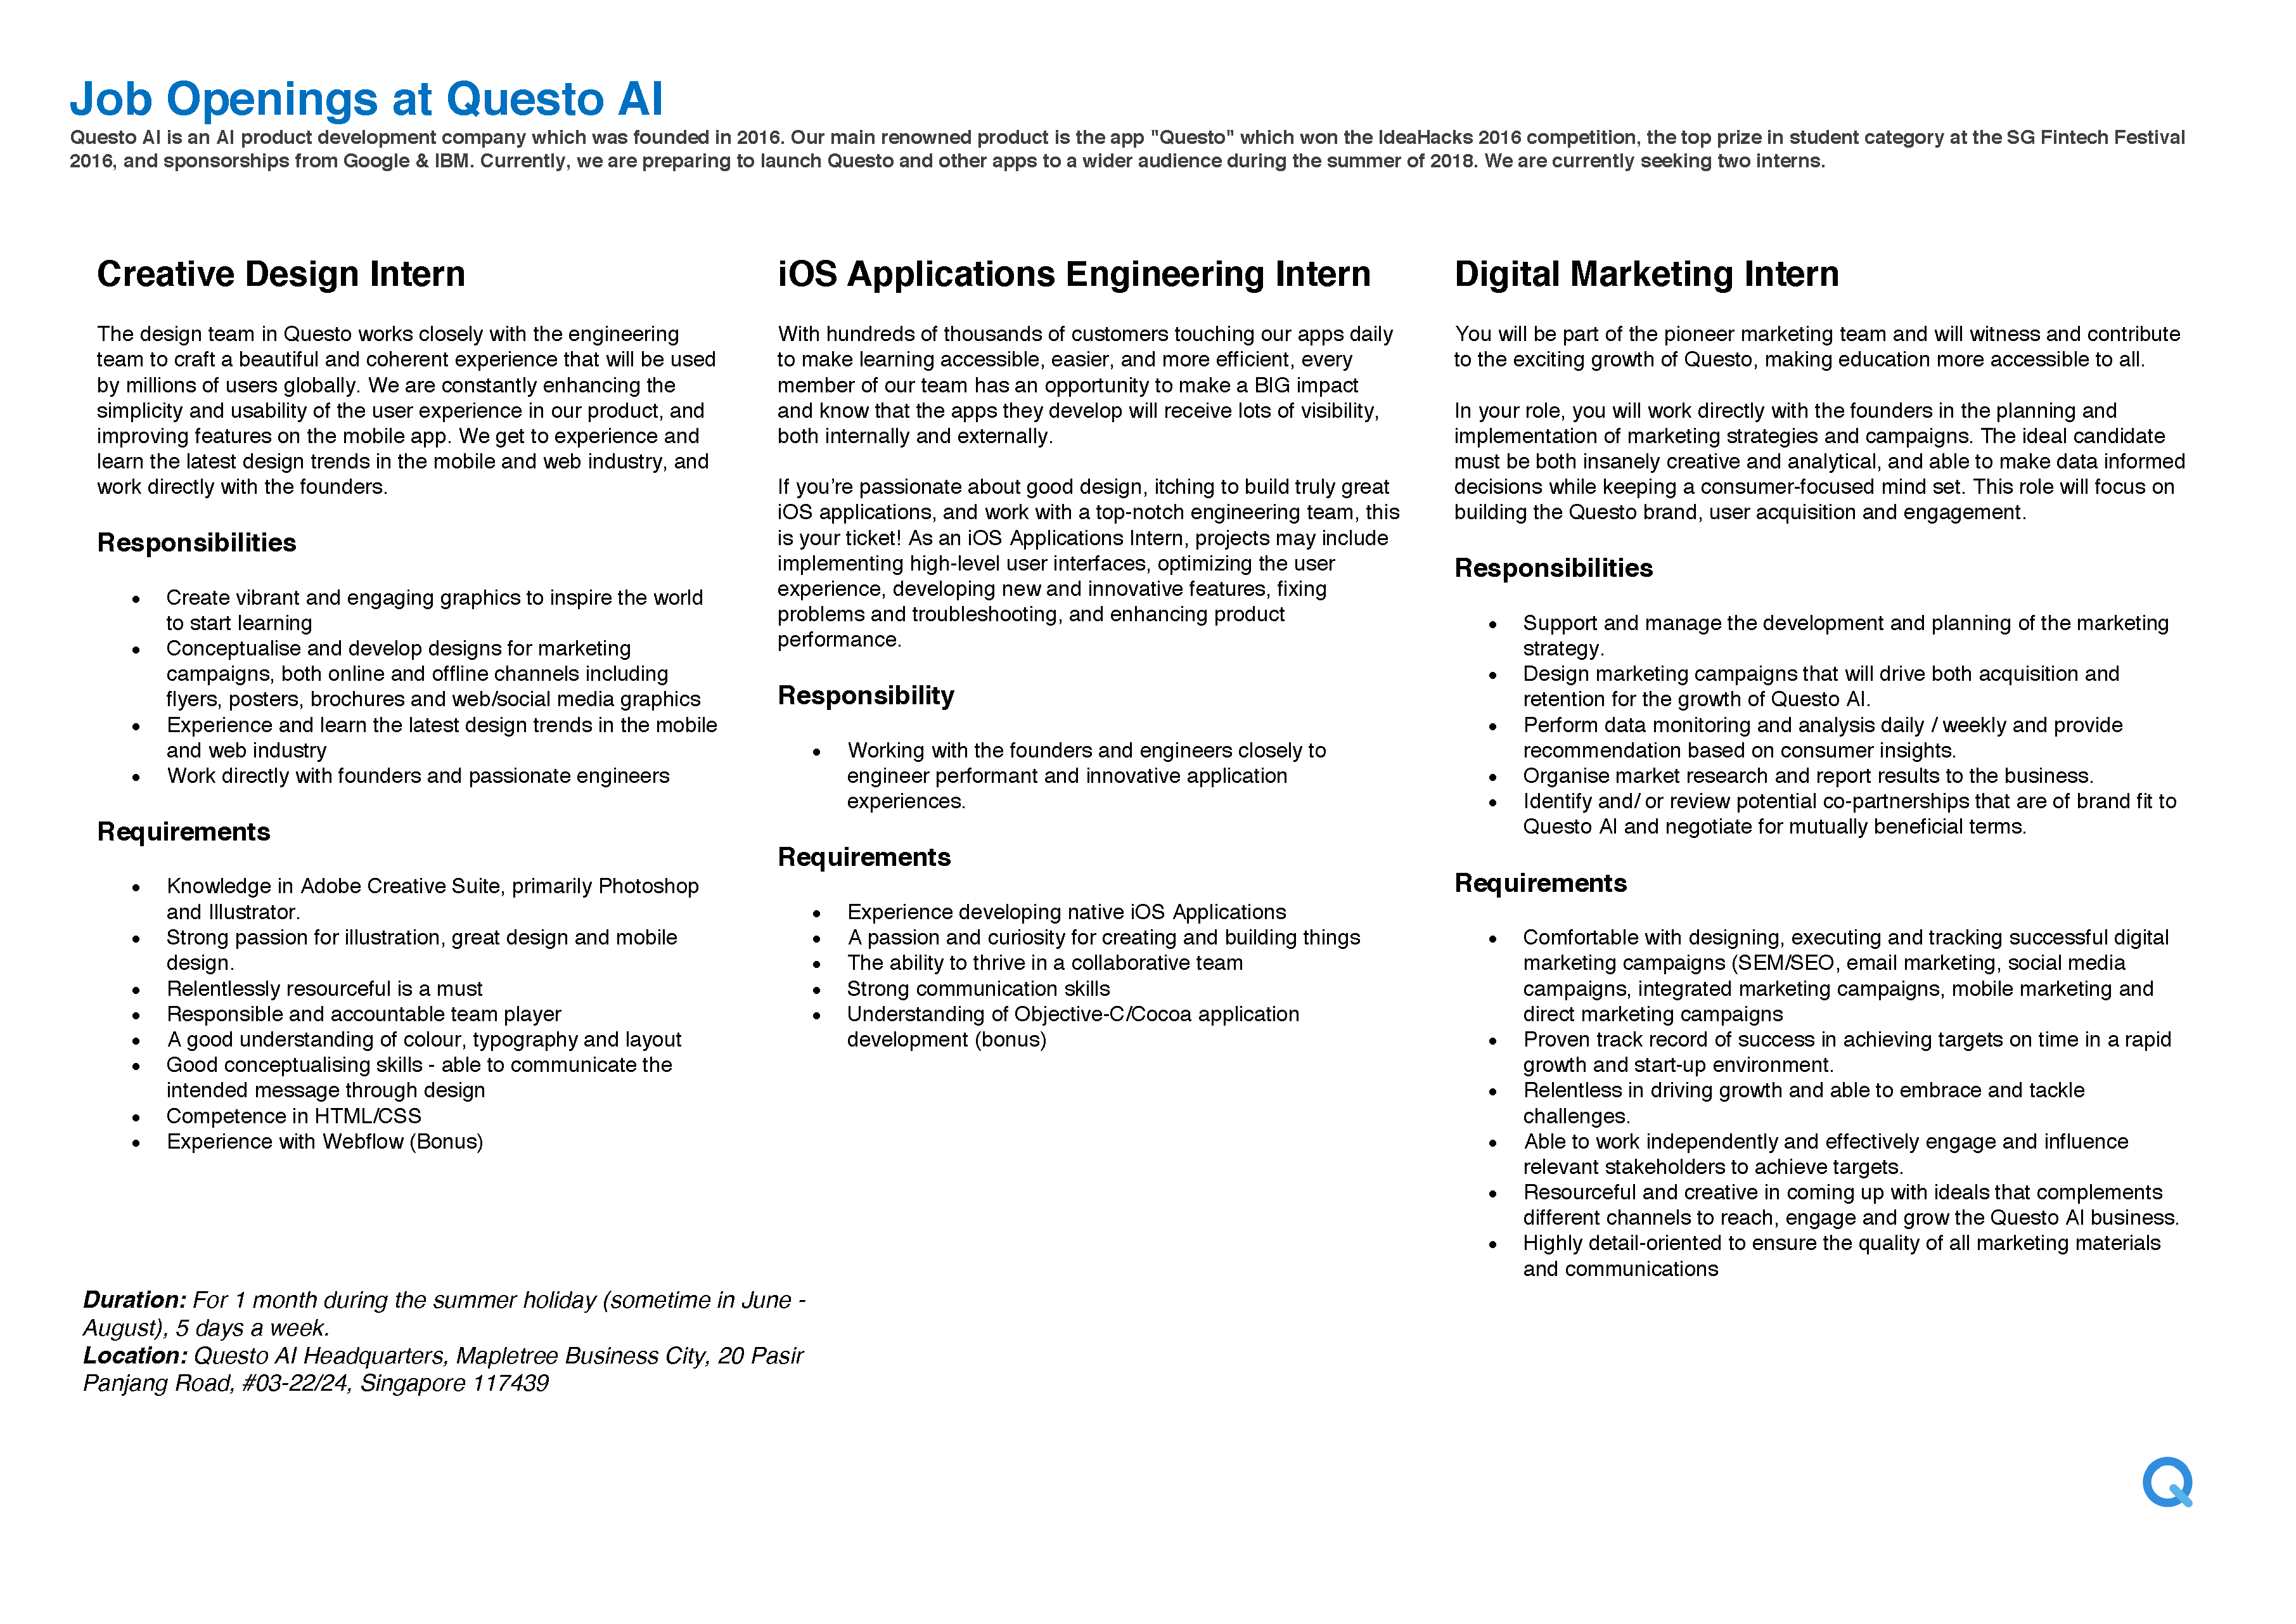 Job Openings at Questo AI
Questo AI is an AI product development company which was founded in 2016. Our main renowned product is the app "Questo" which won the IdeaHacks 2016 competition, the top prize in student category at the SG Fintech Festival
2016, and sponsorships from Google & IBM. Currently, we are preparing to launch Questo and other apps to a wider audience during the summer of 2018. We are currently seeking two interns.
Creative Design Intern
The design team in Questo works closely with the engineering
team to craft a beautiful and coherent experience that will be used
by millions of users globally. We are constantly enhancing the
simplicity and usability of the user experience in our product, and
improving features on the mobile app. We get to experience and
learn the latest design trends in the mobile and web industry, and
work directly with the founders.
Responsibilities
• Create vibrant and engaging graphics to inspire the world
to start learning
• Conceptualise and develop designs for marketing
campaigns, both online and offline channels including
flyers, posters, brochures and web/social media graphics
• Experience and learn the latest design trends in the mobile
and web industry
• Work directly with founders and passionate engineers
Requirements
• Knowledge in Adobe Creative Suite, primarily Photoshop
and Illustrator.
• Strong passion for illustration, great design and mobile
design.
• Relentlessly resourceful is a must
• Responsible and accountable team player
• A good understanding of colour, typography and layout
• Good conceptualising skills - able to communicate the
intended message through design
• Competence in HTML/CSS
• Experience with Webflow (Bonus)
iOS Applications Engineering Intern
With hundreds of thousands of customers touching our apps daily
to make learning accessible, easier, and more efficient, every
member of our team has an opportunity to make a BIG impact
and know that the apps they develop will receive lots of visibility,
both internally and externally.
If you’re passionate about good design, itching to build truly great
iOS applications, and work with a top-notch engineering team, this
is your ticket! As an iOS Applications Intern, projects may include
implementing high-level user interfaces, optimizing the user
experience, developing new and innovative features, fixing
problems and troubleshooting, and enhancing product
performance.
Responsibility
• Working with the founders and engineers closely to
engineer performant and innovative application
experiences.
Requirements
• Experience developing native iOS Applications
• A passion and curiosity for creating and building things
• The ability to thrive in a collaborative team
• Strong communication skills
• Understanding of Objective-C/Cocoa application
development (bonus)
Digital Marketing Intern
You will be part of the pioneer marketing team and will witness and contribute
to the exciting growth of Questo, making education more accessible to all.
In your role, you will work directly with the founders in the planning and
implementation of marketing strategies and campaigns. The ideal candidate
must be both insanely creative and analytical, and able to make data informed
decisions while keeping a consumer-focused mind set. This role will focus on
building the Questo brand, user acquisition and engagement.
Responsibilities
• Support and manage the development and planning of the marketing
strategy.
• Design marketing campaigns that will drive both acquisition and
retention for the growth of Questo AI.
• Perform data monitoring and analysis daily / weekly and provide
recommendation based on consumer insights.
• Organise market research and report results to the business.
• Identify and/ or review potential co-partnerships that are of brand fit to
Questo AI and negotiate for mutually beneficial terms.
Requirements
• Comfortable with designing, executing and tracking successful digital
marketing campaigns (SEM/SEO, email marketing, social media
campaigns, integrated marketing campaigns, mobile marketing and
direct marketing campaigns
• Proven track record of success in achieving targets on time in a rapid
growth and start-up environment.
• Relentless in driving growth and able to embrace and tackle
challenges.
• Able to work independently and effectively engage and influence
relevant stakeholders to achieve targets.
• Resourceful and creative in coming up with ideals that complements
different channels to reach, engage and grow the Questo AI business.
• Highly detail-oriented to ensure the quality of all marketing materials
and communications
Duration: For 1 month during the summer holiday (sometime in June -
August), 5 days a week.
Location: Questo AI Headquarters, Mapletree Business City, 20 Pasir
Panjang Road, #03-22/24, Singapore 117439
Q